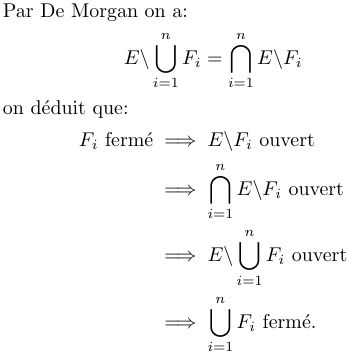 Par De Morgan on a:
E\⋃_{i=1}^{n} F_i = ⋂_{i=1}^{n} E\F_i
on déduit que:
F_i fermé ⟹ E\F_i ouvert
⟹ ⋂_{i=1}^{n} E\F_i ouvert
⟹ E\⋃_{i=1}^{n} F_i ouvert
⟹ ⋃_{i=1}^{n} F_i fermé.